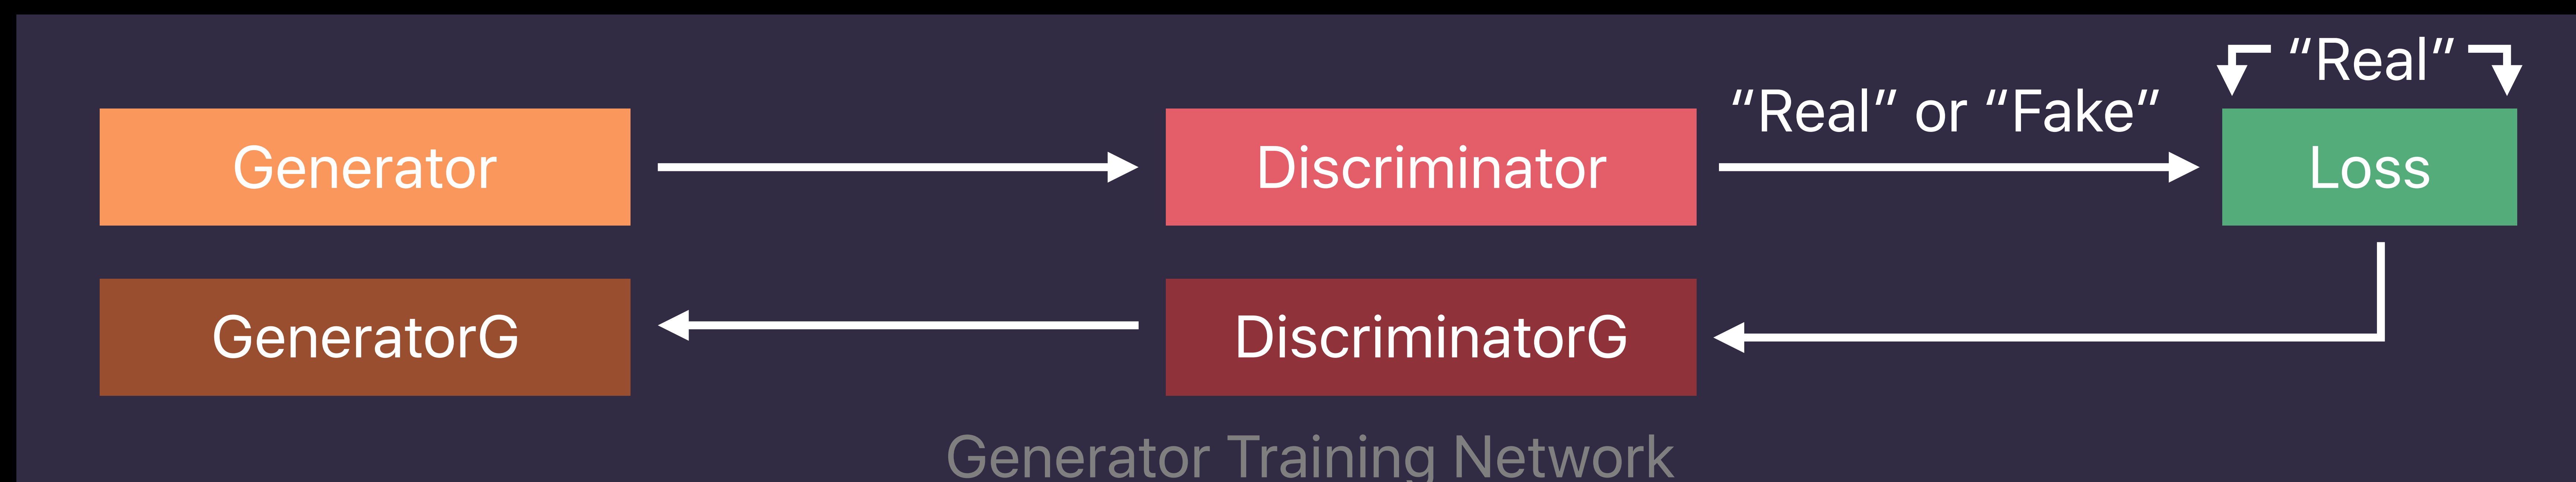 “Real”
“Real” or “Fake”
Generator
Discriminator
Loss
GeneratorG
DiscriminatorG
Generator Training Network